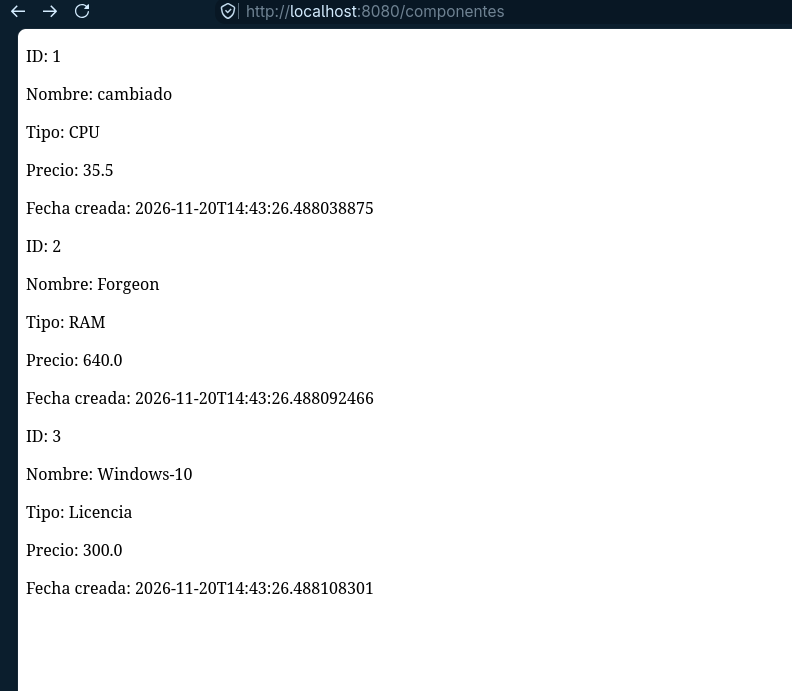 http://localhost:8080/componentes
ID: 1
Nombre: cambiado
Tipo: CPU
Precio: 35.5
Fecha creada: 2026-11-20T14:43:26.488038875
ID: 2
Nombre: Forgeon
Tipo: RAM
Precio: 640.0
Fecha creada: 2026-11-20T14:43:26.488092466
ID: 3
Nombre: Windows-10
Tipo: Licencia
Precio: 300.0
Fecha creada: 2026-11-20T14:43:26.488108301